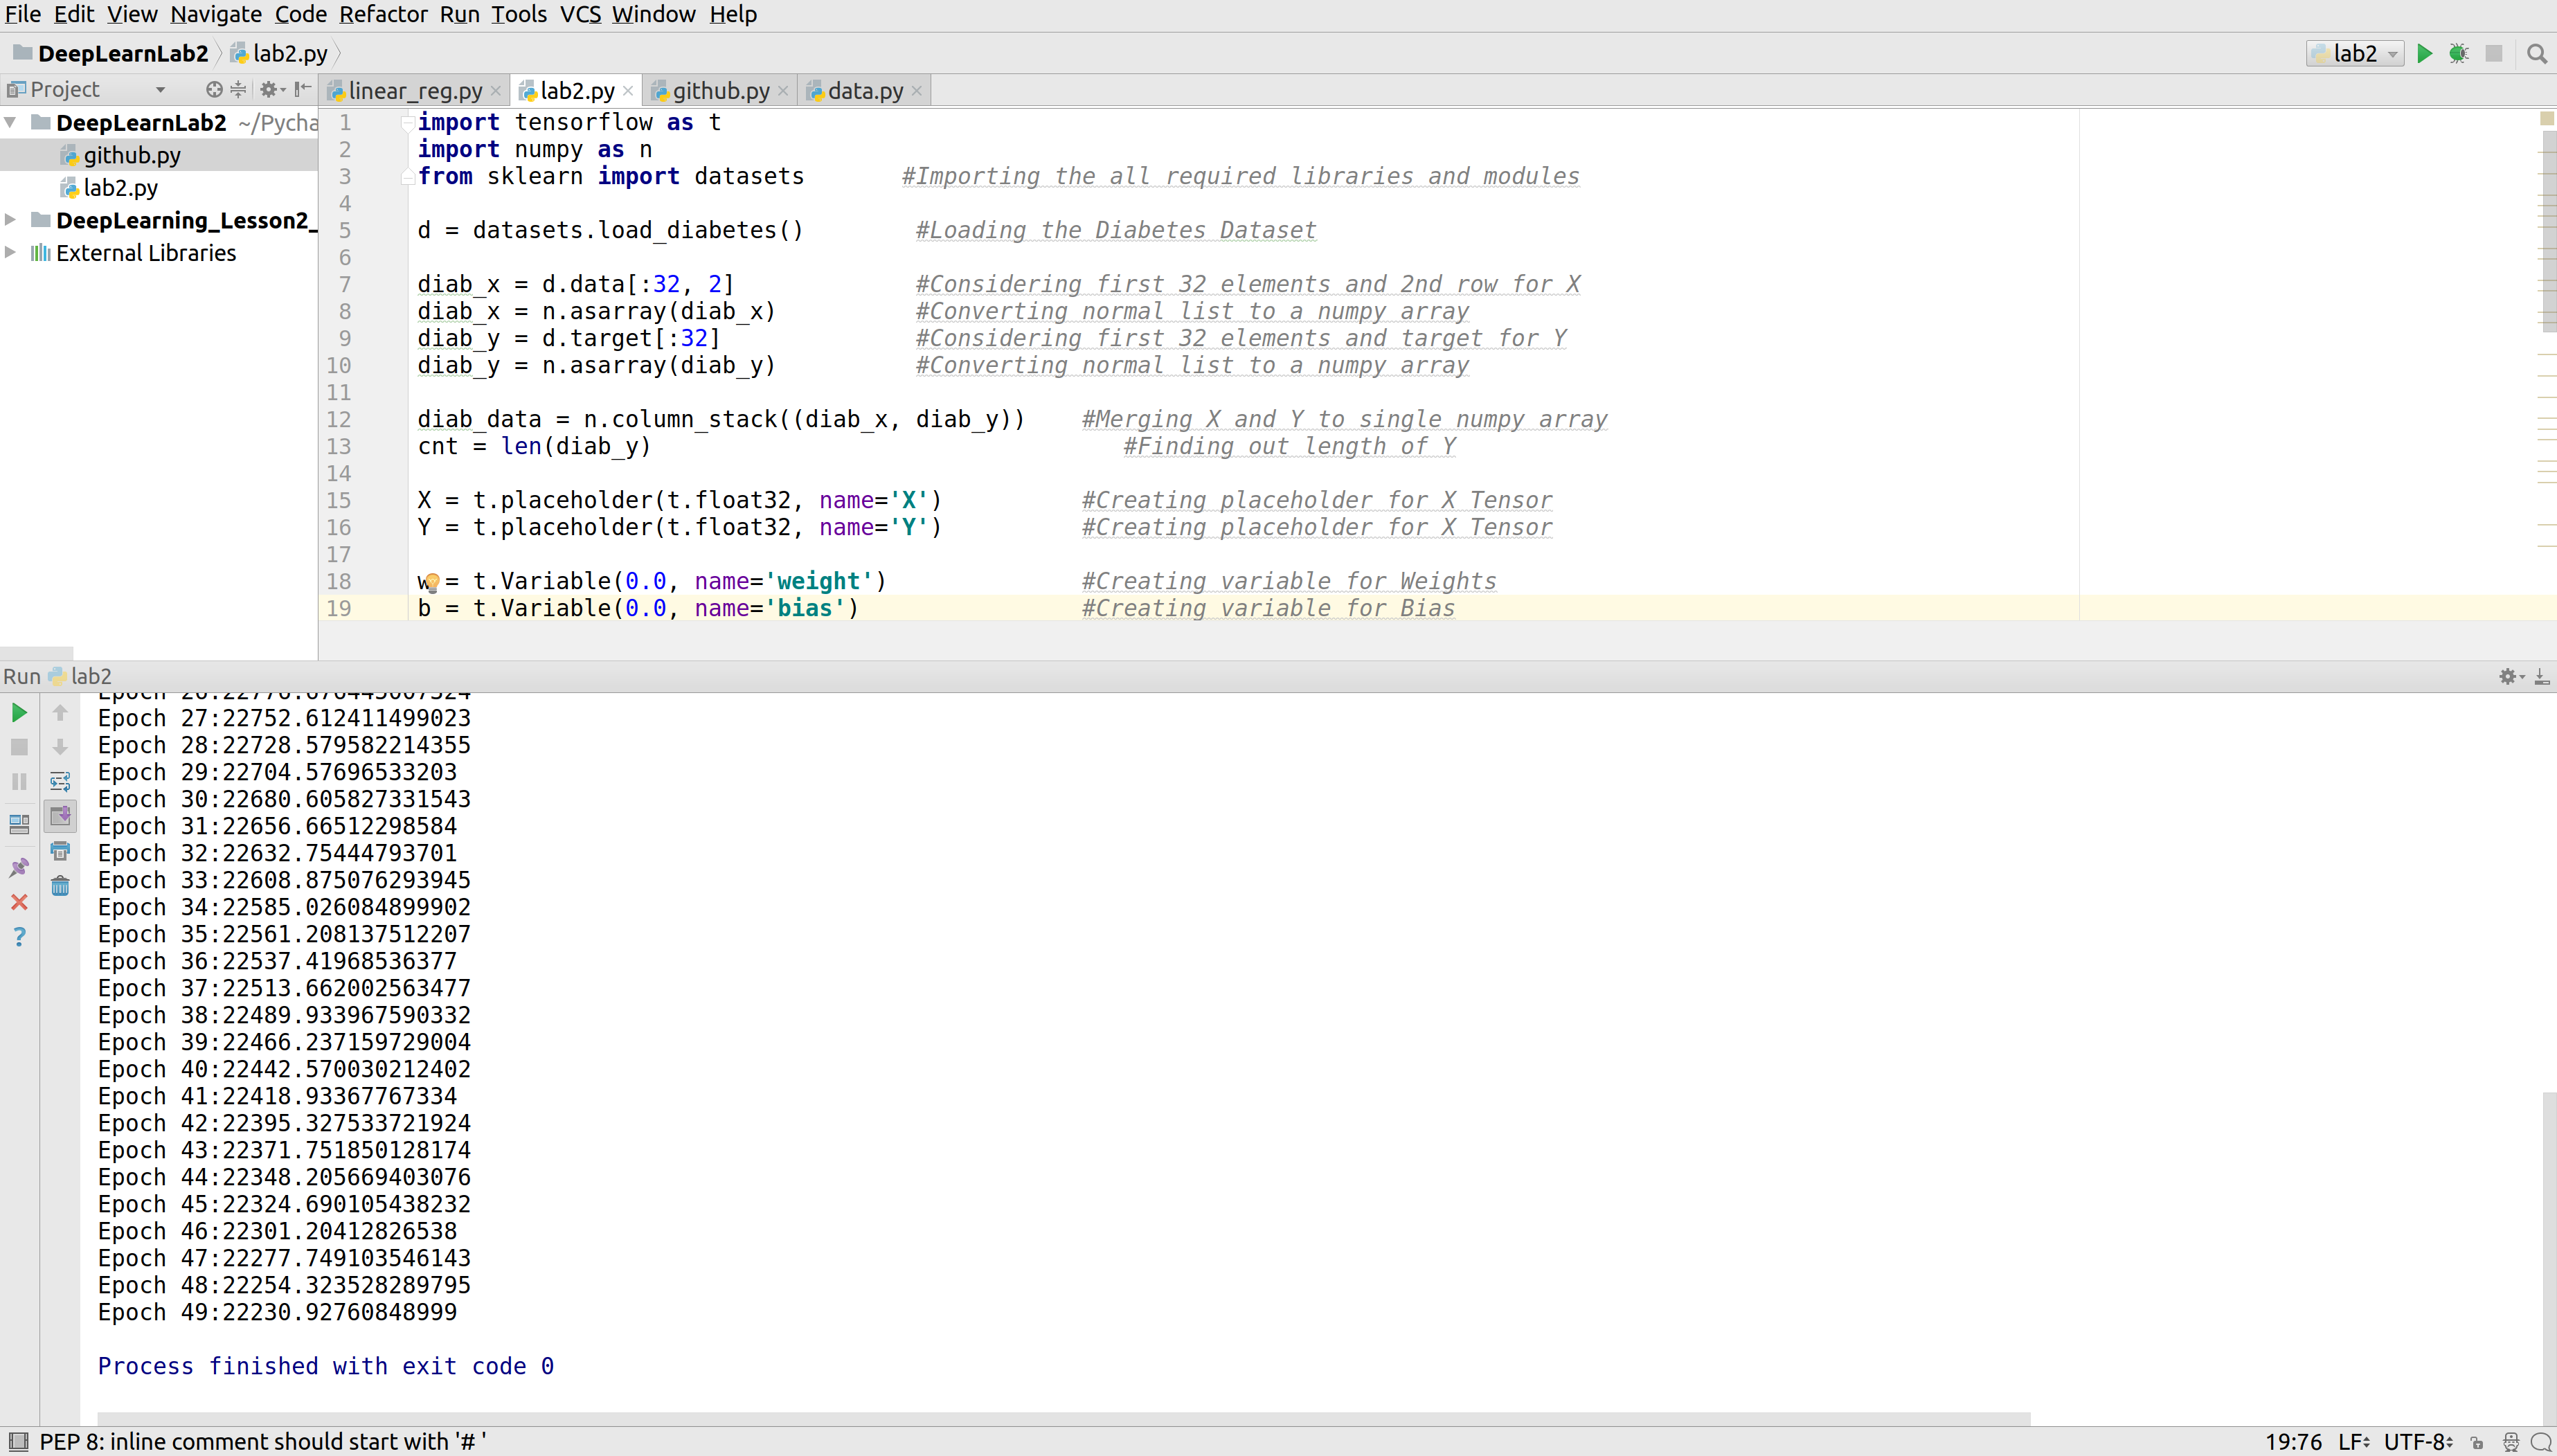 File Edit View Navigate Code Refactor Run Tools VCS Window Help
DeepLearnLab2 lab2.py lab2
Project linear_reg.py lab2.py github.py data.py
DeepLearnLab2 ~/Pycha
github.py
lab2.py
DeepLearning_Lesson2_
External Libraries
1 import tensorflow as t
2 import numpy as n
3 from sklearn import datasets #Importing the all required libraries and modules
4
5 d = datasets.load_diabetes() #Loading the Diabetes Dataset
6
7 diab_x = d.data[:32, 2] #Considering first 32 elements and 2nd row for X
8 diab_x = n.asarray(diab_x) #Converting normal list to a numpy array
9 diab_y = d.target[:32] #Considering first 32 elements and target for Y
10 diab_y = n.asarray(diab_y) #Converting normal list to a numpy array
11
12 diab_data = n.column_stack((diab_x, diab_y)) #Merging X and Y to single numpy array
13 cnt = len(diab_y) #Finding out length of Y
14
15 X = t.placeholder(t.float32, name='X') #Creating placeholder for X Tensor
16 Y = t.placeholder(t.float32, name='Y') #Creating placeholder for X Tensor
17
18 w = t.Variable(0.0, name='weight') #Creating variable for Weights
19 b = t.Variable(0.0, name='bias') #Creating variable for Bias
Run lab2
Epoch 27:22752.612411499023
Epoch 28:22728.579582214355
Epoch 29:22704.57696533203
Epoch 30:22680.605827331543
Epoch 31:22656.66512298584
Epoch 32:22632.75444793701
Epoch 33:22608.875076293945
Epoch 34:22585.026084899902
Epoch 35:22561.208137512207
Epoch 36:22537.41968536377
Epoch 37:22513.662002563477
Epoch 38:22489.933967590332
Epoch 39:22466.237159729004
Epoch 40:22442.570030212402
Epoch 41:22418.93367767334
Epoch 42:22395.327533721924
Epoch 43:22371.751850128174
Epoch 44:22348.205669403076
Epoch 45:22324.690105438232
Epoch 46:22301.20412826538
Epoch 47:22277.749103546143
Epoch 48:22254.323528289795
Epoch 49:22230.92760848999
Process finished with exit code 0
PEP 8: inline comment should start with '# ' 19:76 LF UTF-8